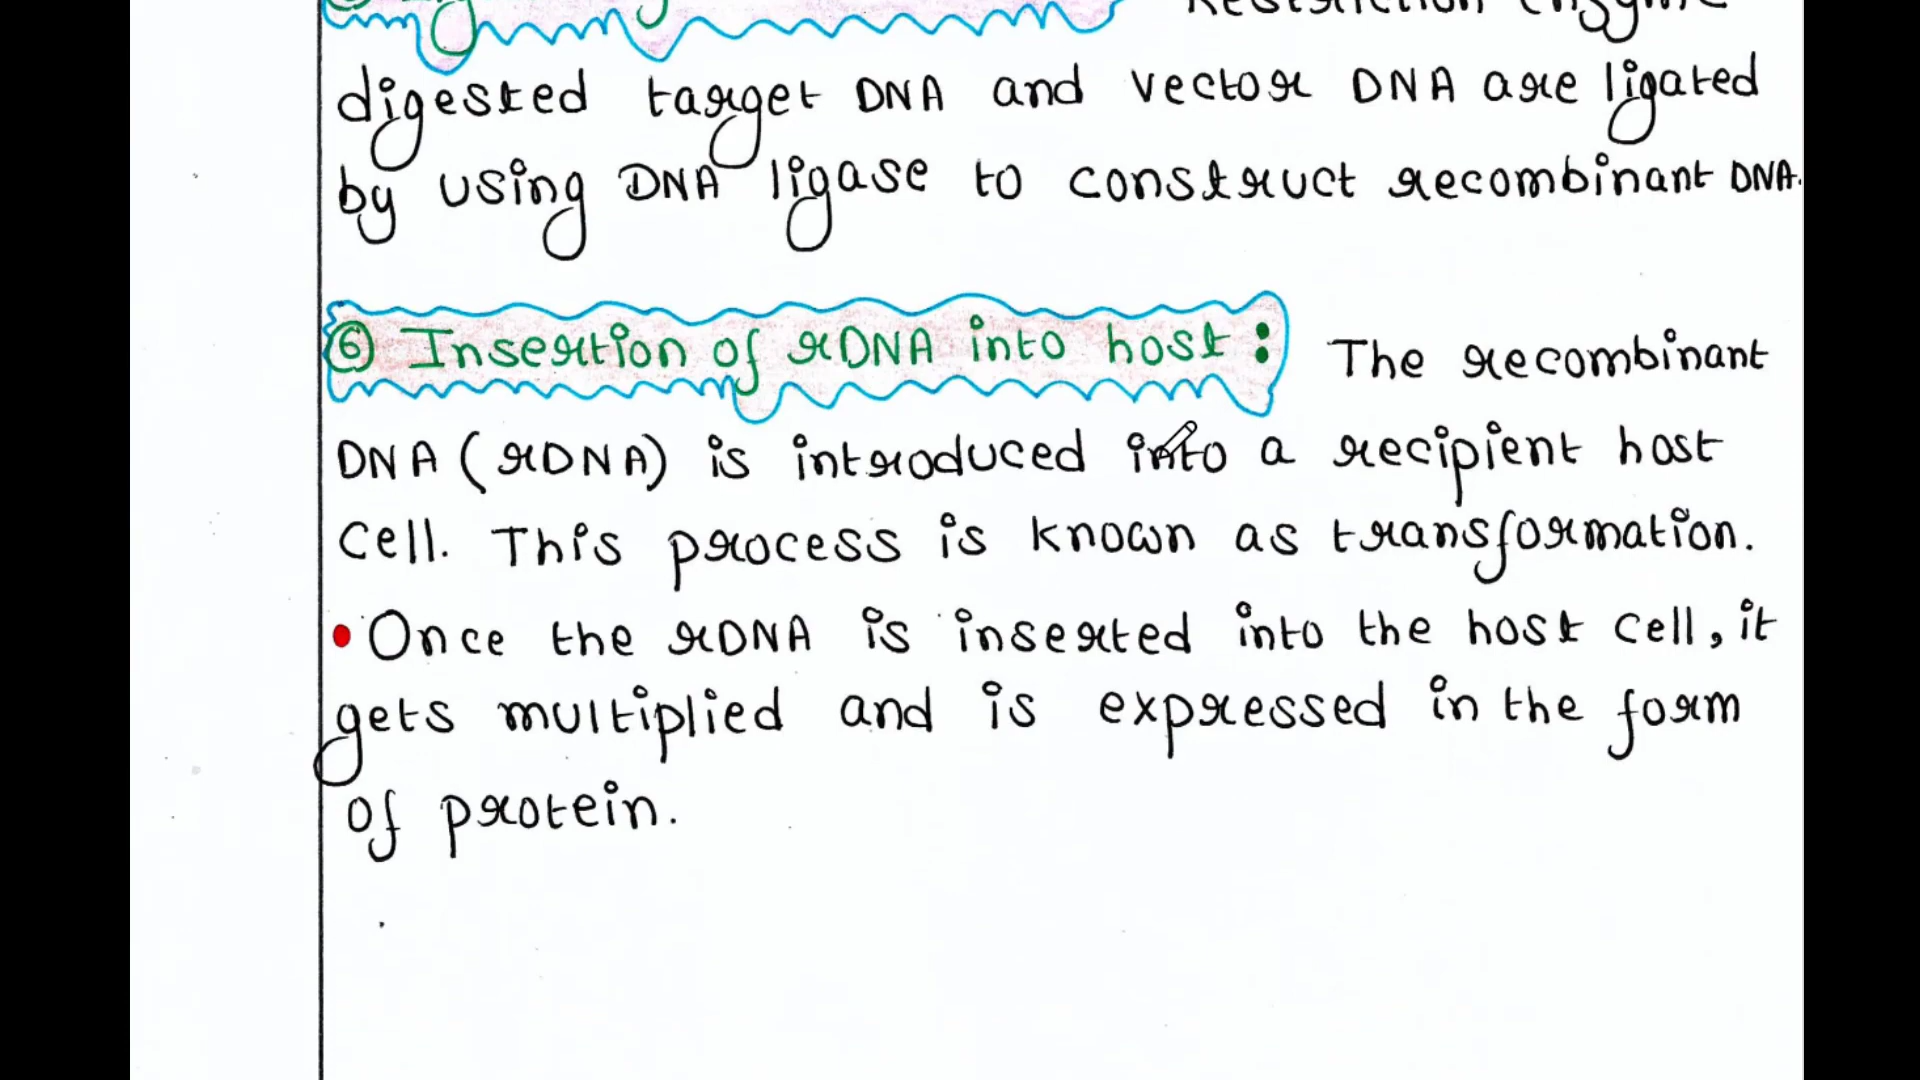 Restriction Enzyme
digested target DNA and vector DNA are ligated
by using DNA ligase to construct recombinant DNA.
⑥ Insertion of rDNA into host: The recombinant
DNA (rDNA) is introduced into a recipient host
cell. This process is known as transformation.
• Once the rDNA is inserted into the host cell, it
gets multiplied and is expressed in the form
of protein.